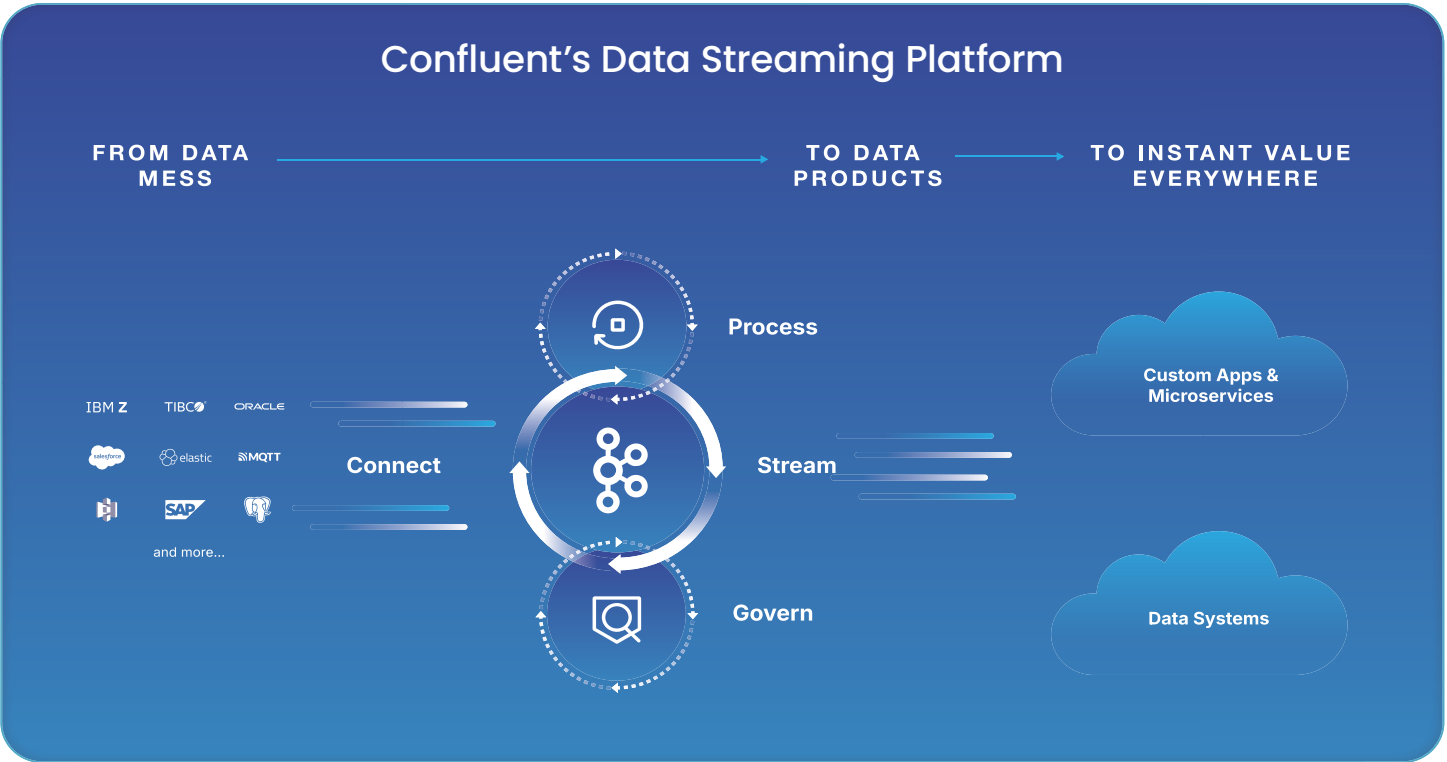 Confluent's Data Streaming Platform
FROM DATA
MESS
TO DATA
PRODUCTS
TO INSTANT VALUE
EVERYWHERE
Process
Custom Apps &
Microservices
IBM Z
TIBCO
ORACLE
salesforce
elastic
MQTT
Connect
Stream
SAP
and more...
Govern
Data Systems